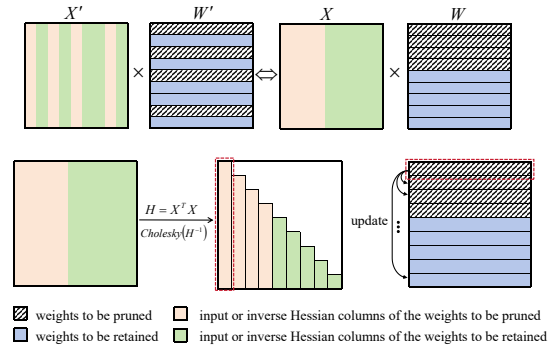 X′ W′ X W
× ⇔ ×
H = XᵀX
Cholesky(H⁻¹)
update
weights to be pruned
input or inverse Hessian columns of the weights to be pruned
weights to be retained
input or inverse Hessian columns of the weights to be retained